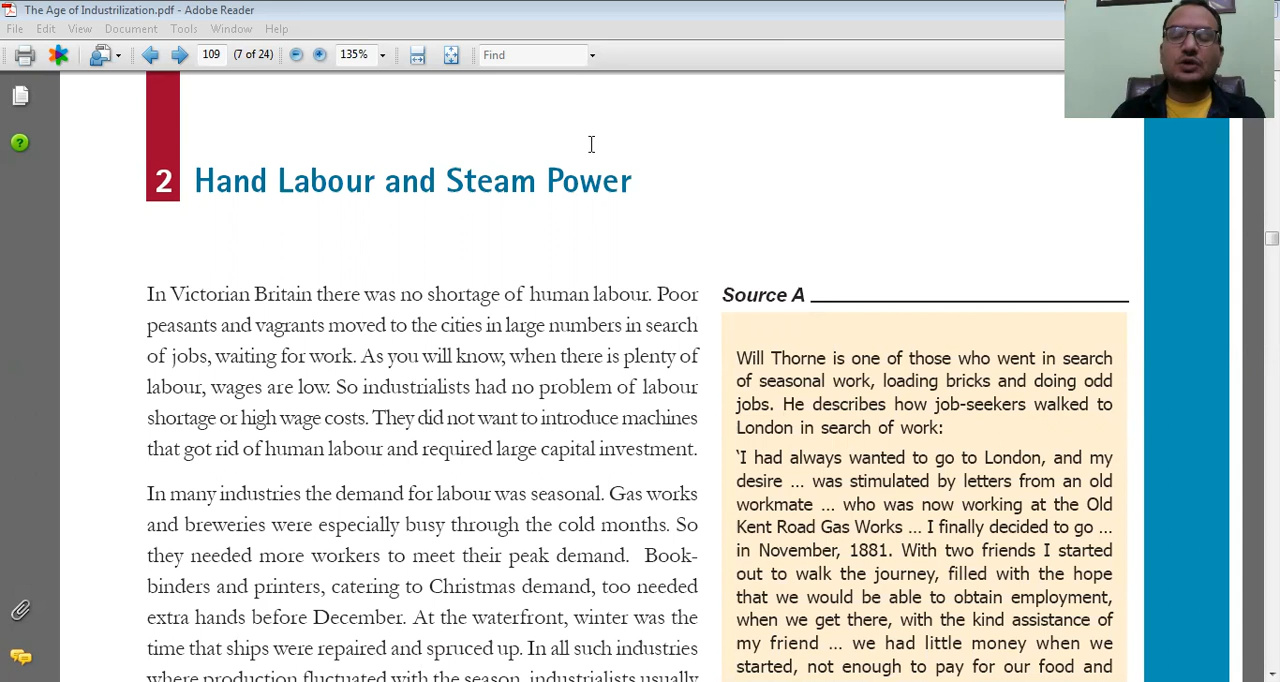 The Age of Industrilization.pdf - Adobe Reader
File Edit View Document Tools Window Help
109 (7 of 24) 135% Find
2 Hand Labour and Steam Power
In Victorian Britain there was no shortage of human labour. Poor
peasants and vagrants moved to the cities in large numbers in search
of jobs, waiting for work. As you will know, when there is plenty of
labour, wages are low. So industrialists had no problem of labour
shortage or high wage costs. They did not want to introduce machines
that got rid of human labour and required large capital investment.
In many industries the demand for labour was seasonal. Gas works
and breweries were especially busy through the cold months. So
they needed more workers to meet their peak demand. Book-
binders and printers, catering to Christmas demand, too needed
extra hands before December. At the waterfront, winter was the
time that ships were repaired and spruced up. In all such industries
where production fluctuated with the season, industrialists usually
Source A
Will Thorne is one of those who went in search
of seasonal work, loading bricks and doing odd
jobs. He describes how job-seekers walked to
London in search of work:
‘I had always wanted to go to London, and my
desire ... was stimulated by letters from an old
workmate ... who was now working at the Old
Kent Road Gas Works ... I finally decided to go ...
in November, 1881. With two friends I started
out to walk the journey, filled with the hope
that we would be able to obtain employment,
when we get there, with the kind assistance of
my friend ... we had little money when we
started, not enough to pay for our food and